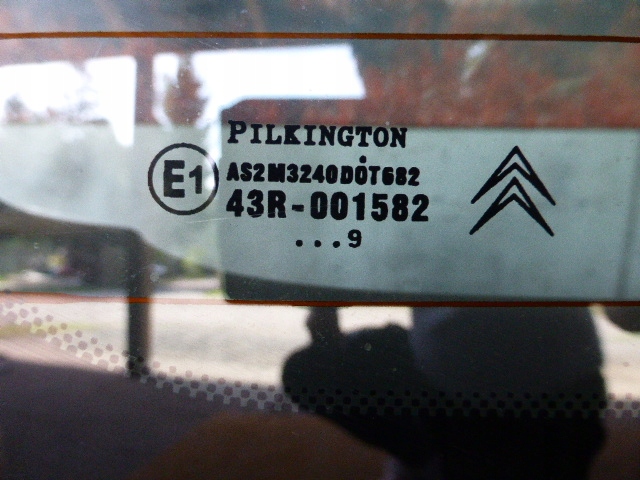 PILKINGTON
E1
AS2M3240DOT682
43R-001582
...9